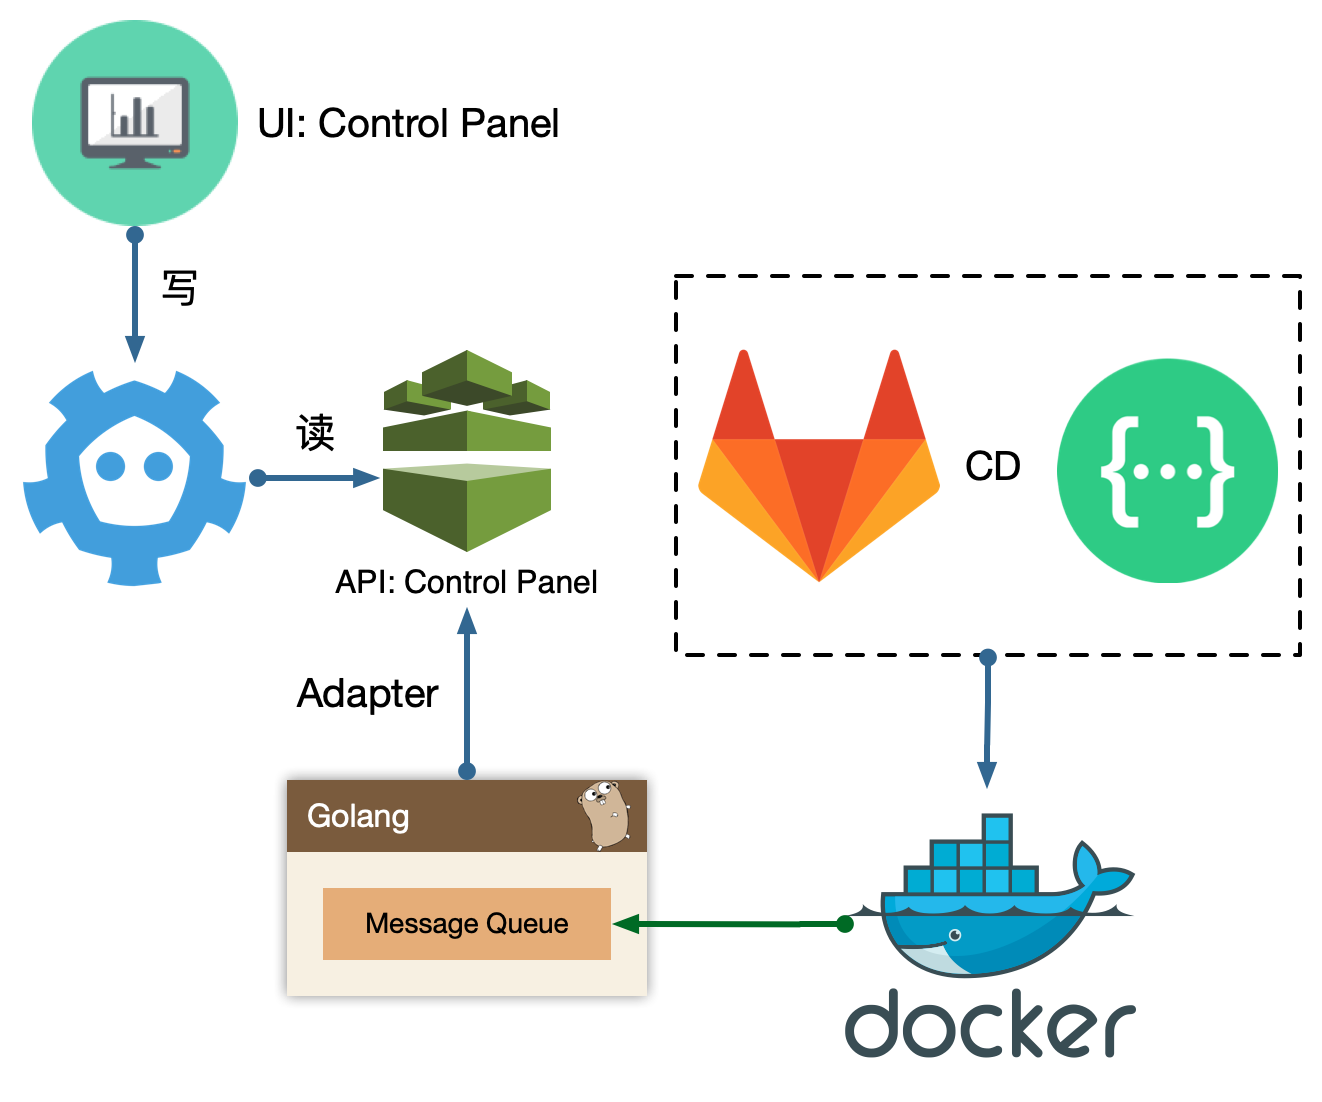 UI: Control Panel
写
读
API: Control Panel
CD
Adapter
Golang
Message Queue
docker